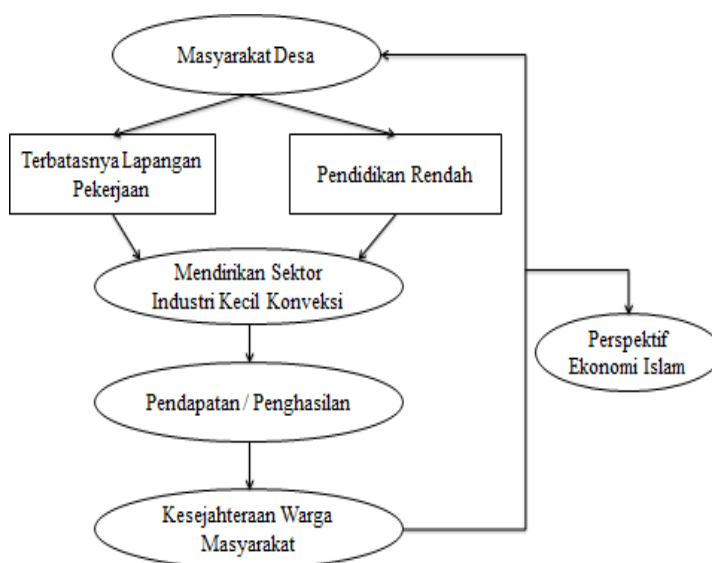 Masyarakat Desa
Terbatasnya Lapangan
Pekerjaan
Pendidikan Rendah
Mendirikan Sektor
Industri Kecil Konveksi
Perspektif
Ekonomi Islam
Pendapatan / Penghasilan
Kesejahteraan Warga
Masyarakat